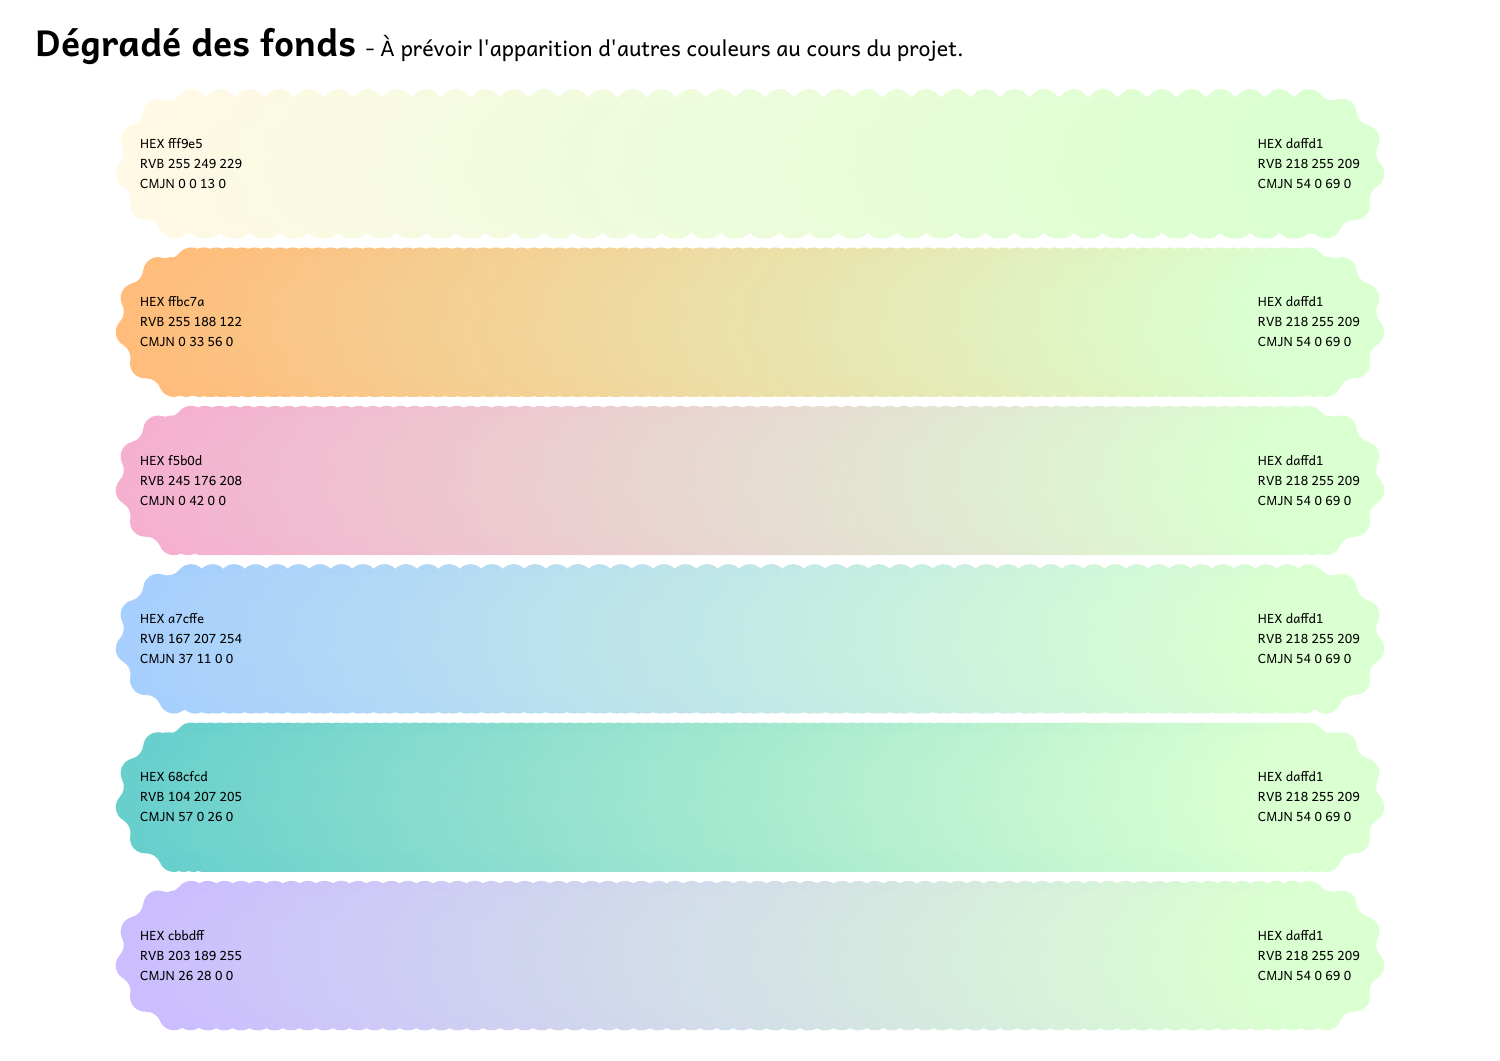 Dégradé des fonds - À prévoir l'apparition d'autres couleurs au cours du projet.
HEX fff9e5
RVB 255 249 229
CMJN 0 0 13 0
HEX daffd1
RVB 218 255 209
CMJN 54 0 69 0
HEX ffbc7a
RVB 255 188 122
CMJN 0 33 56 0
HEX daffd1
RVB 218 255 209
CMJN 54 0 69 0
HEX f5b0d
RVB 245 176 208
CMJN 0 42 0 0
HEX daffd1
RVB 218 255 209
CMJN 54 0 69 0
HEX a7cffe
RVB 167 207 254
CMJN 37 11 0 0
HEX daffd1
RVB 218 255 209
CMJN 54 0 69 0
HEX 68cfcd
RVB 104 207 205
CMJN 57 0 26 0
HEX daffd1
RVB 218 255 209
CMJN 54 0 69 0
HEX cbbdff
RVB 203 189 255
CMJN 26 28 0 0
HEX daffd1
RVB 218 255 209
CMJN 54 0 69 0